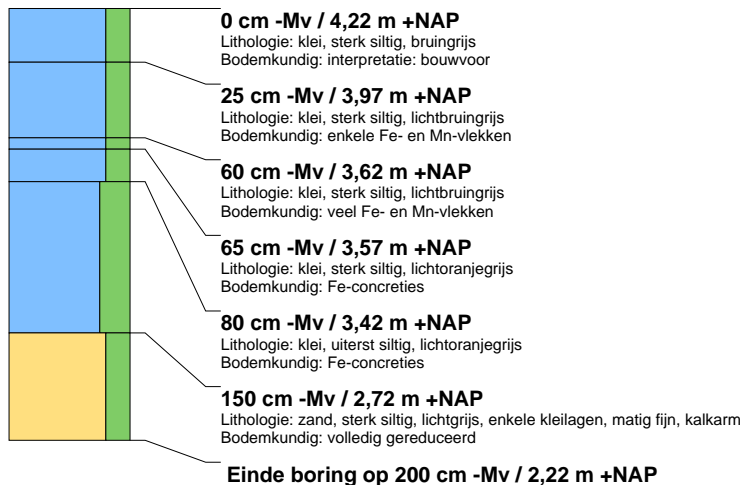 0 cm -Mv / 4,22 m +NAP
Lithologie: klei, sterk siltig, bruingrijs
Bodemkundig: interpretatie: bouwvoor
25 cm -Mv / 3,97 m +NAP
Lithologie: klei, sterk siltig, lichtbruingrijs
Bodemkundig: enkele Fe- en Mn-vlekken
60 cm -Mv / 3,62 m +NAP
Lithologie: klei, sterk siltig, lichtbruingrijs
Bodemkundig: veel Fe- en Mn-vlekken
65 cm -Mv / 3,57 m +NAP
Lithologie: klei, sterk siltig, lichtoranjegrijs
Bodemkundig: Fe-concreties
80 cm -Mv / 3,42 m +NAP
Lithologie: klei, uiterst siltig, lichtoranjegrijs
Bodemkundig: Fe-concreties
150 cm -Mv / 2,72 m +NAP
Lithologie: zand, sterk siltig, lichtgrijs, enkele kleilagen, matig fijn, kalkarm
Bodemkundig: volledig gereduceerd
Einde boring op 200 cm -Mv / 2,22 m +NAP